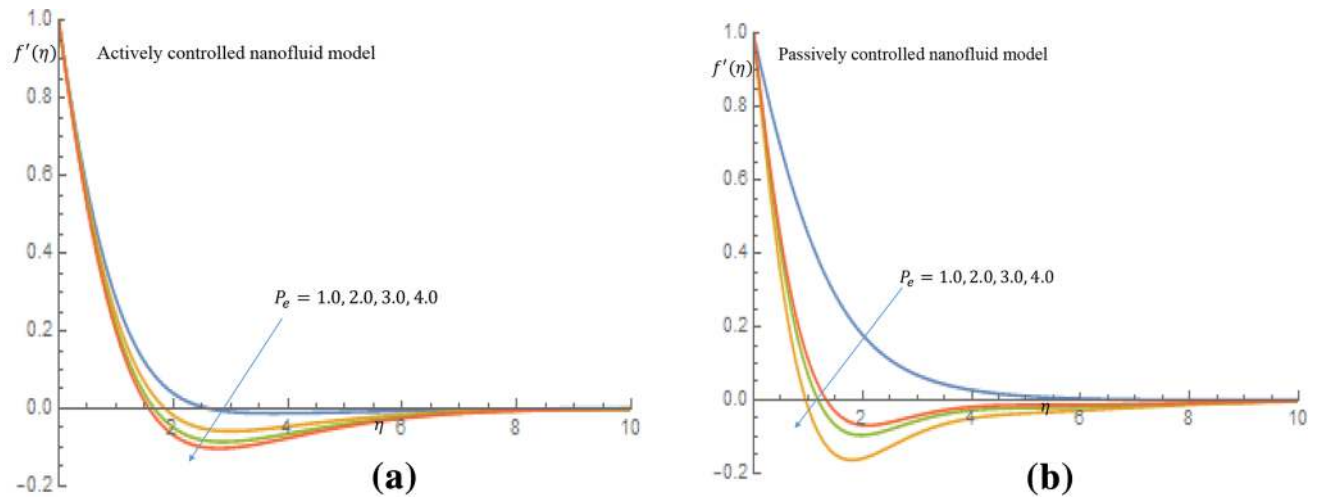 1.0
f′(η)
Actively controlled nanofluid model
0.8
0.6
0.4
P_e = 1.0, 2.0, 3.0, 4.0
0.2
0.0
2
4
6
8
10
η
−0.2
(a)
1.0
f′(η)
Passively controlled nanofluid model
0.8
0.6
0.4
P_e = 1.0, 2.0, 3.0, 4.0
0.2
0.0
2
4
6
8
10
η
−0.2
(b)